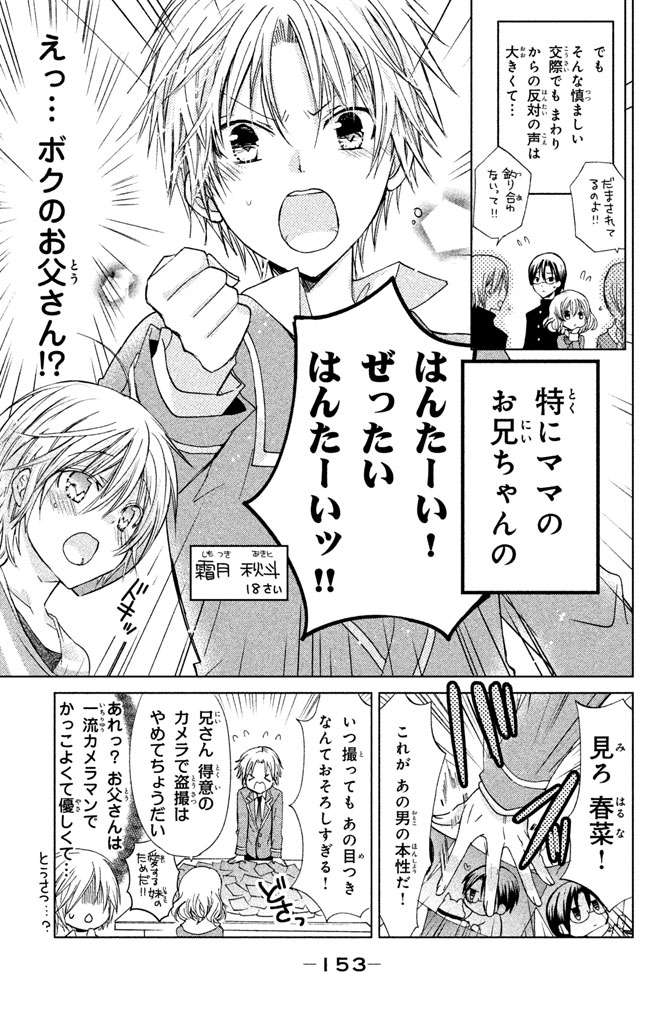 でも
そんな慎ましい
交際でも まわり
からの反対の声は
大きくて…
だまされて
るのよ!!
釣り合わ
ないって!!
特にママの
お兄ちゃんの
はんたーい!
ぜったい
はんたーいッ!!
霜月 秋斗
18さい
えっ… ボクのお父さん!?
ドキッ
見ろ 春菜!
これが あの男の本性だ!
いつ撮っても あの目つき
なんておそろしすぎる!
どさっ
兄さん 得意の
カメラで盗撮は
やめてちょうだい
愛する妹の
ためだ!!
あれっ? お父さんは
一流カメラマンで
かっこよくて優しくて…
とうさつ…?
-153-